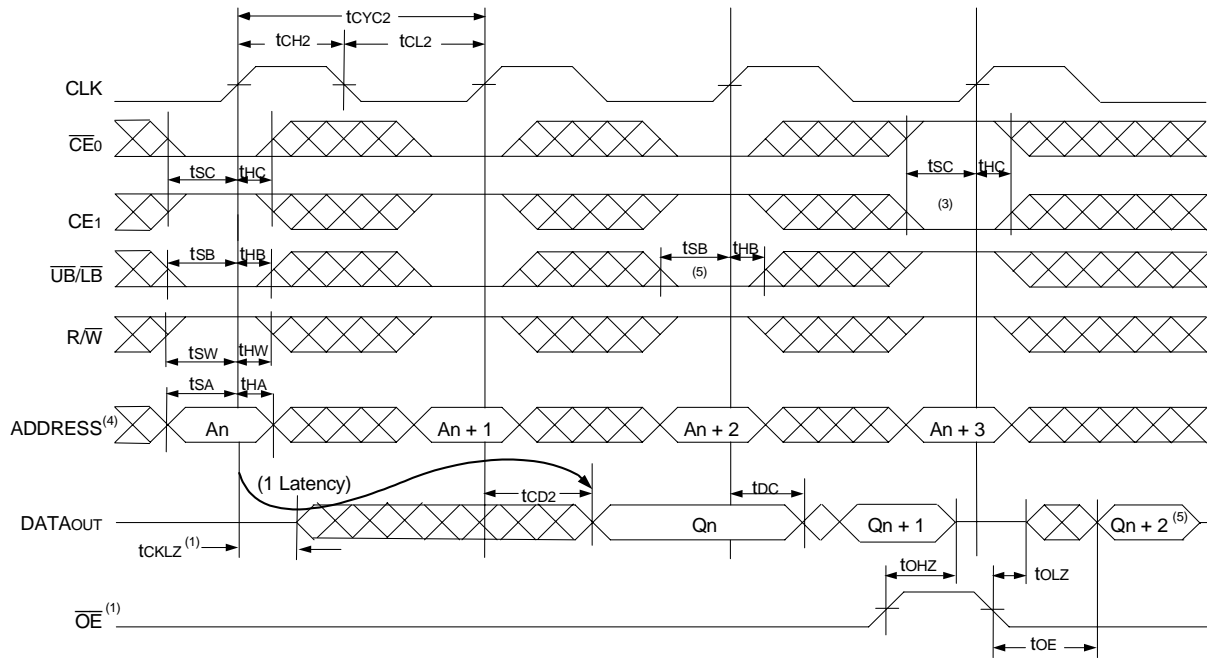 tCYC2
tCH2 tCL2
CLK
CE0
tSC tHC tSC tHC
CE1 (3)
tSB tHB tSB tHB
UB/LB (5)
R/W
tSW tHW
tSA tHA
ADDRESS(4) An An + 1 An + 2 An + 3
(1 Latency) tCD2 tDC
DATAOUT Qn Qn + 1 Qn + 2 (5)
tCKLZ (1)
tOHZ tOLZ
OE (1)
tOE